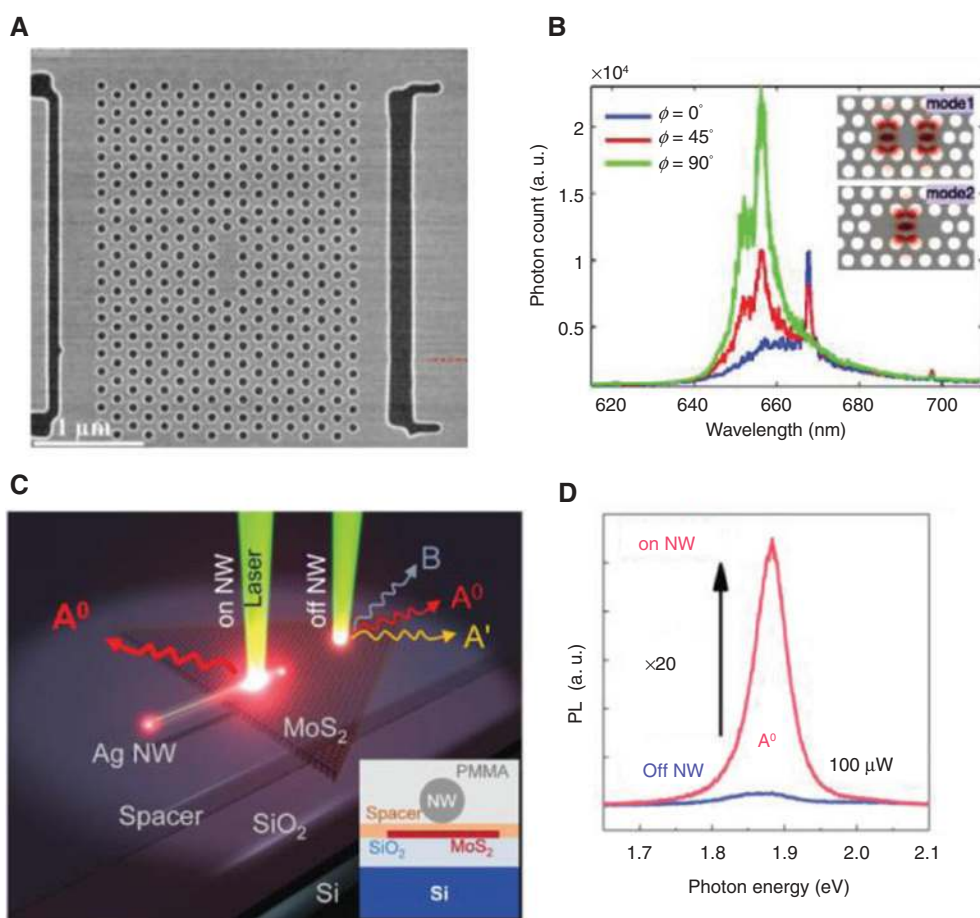 A
1 μm
B
×10⁴
mode1
mode2
ϕ = 0°
ϕ = 45°
ϕ = 90°
2
1.5
1
0.5
Photon count (a. u.)
620
640
660
680
700
Wavelength (nm)
C
on NW
Laser
off NW
B
A⁰
A⁰
A'
MoS₂
Ag NW
Spacer
SiO₂
Si
PMMA
NW
Spacer
SiO₂
MoS₂
Si
D
on NW
×20
A⁰
Off NW
100 μW
PL (a. u.)
1.7
1.8
1.9
2.0
2.1
Photon energy (eV)